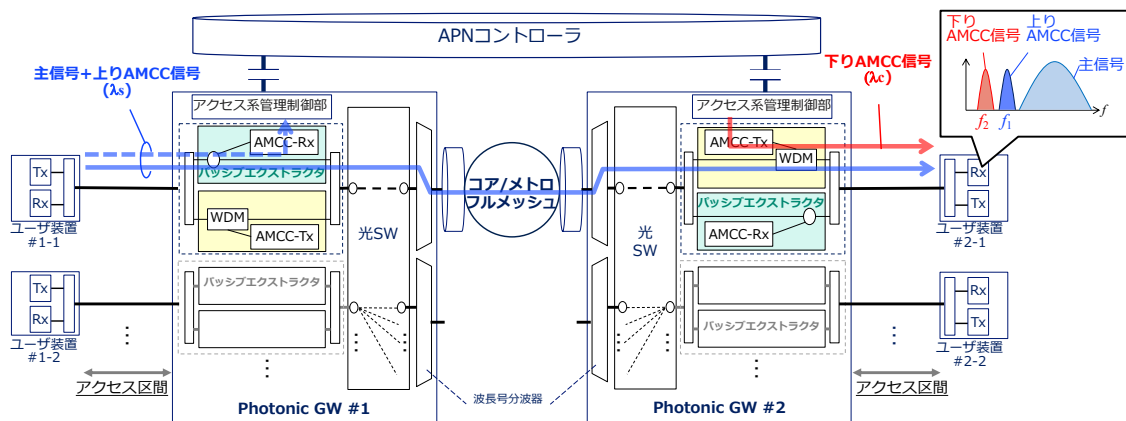 APNコントローラ
主信号+上りAMCC信号
(λs)
下りAMCC信号
(λc)
下り
AMCC信号
上り
AMCC信号
主信号
f
f2
f1
アクセス系管理制御部
AMCC-Rx
パッシブエクストラクタ
WDM
AMCC-Tx
パッシブエクストラクタ
光SW
Tx
Rx
ユーザ装置
#1-1
Tx
Rx
ユーザ装置
#1-2
⋮
アクセス区間
⋮
⋮
Photonic GW #1
コア/メトロ
フルメッシュ
波長号分波器
アクセス系管理制御部
AMCC-Tx
WDM
パッシブエクストラクタ
AMCC-Rx
パッシブエクストラクタ
光
SW
⋮
⋮
Photonic GW #2
Rx
Tx
ユーザ装置
#2-1
Rx
Tx
ユーザ装置
#2-2
⋮
アクセス区間